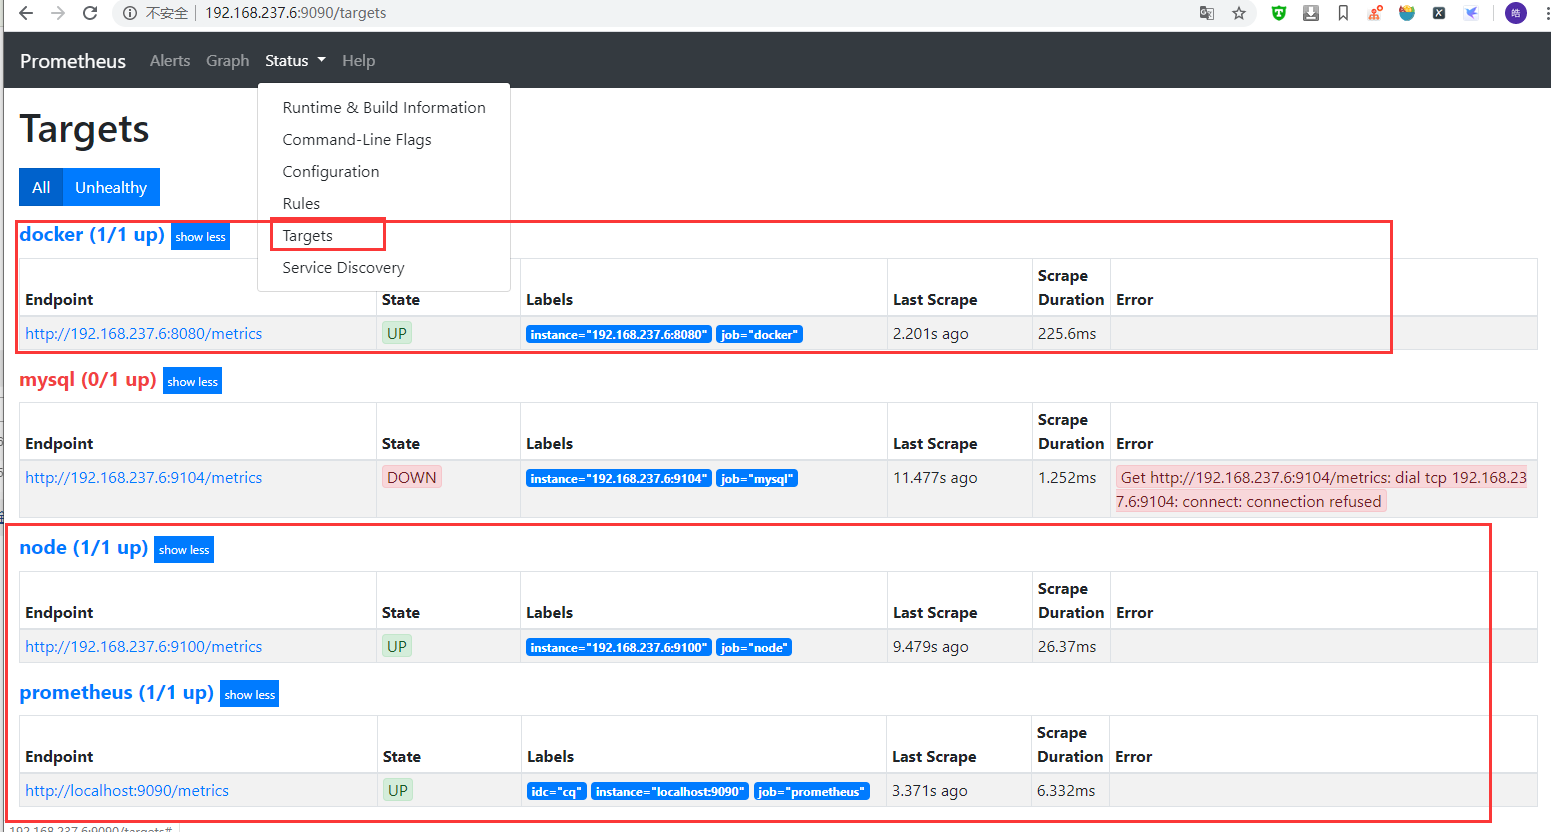 不安全 192.168.237.6:9090/targets
皓
Prometheus Alerts Graph Status Help
Runtime & Build Information
Command-Line Flags
Configuration
Rules
Targets
Service Discovery
Targets
All Unhealthy
docker (1/1 up) show less
Endpoint State Labels Last Scrape Scrape Duration Error
http://192.168.237.6:8080/metrics UP instance="192.168.237.6:8080" job="docker" 2.201s ago 225.6ms
mysql (0/1 up) show less
Endpoint State Labels Last Scrape Scrape Duration Error
http://192.168.237.6:9104/metrics DOWN instance="192.168.237.6:9104" job="mysql" 11.477s ago 1.252ms Get http://192.168.237.6:9104/metrics: dial tcp 192.168.23
7.6:9104: connect: connection refused
node (1/1 up) show less
Endpoint State Labels Last Scrape Scrape Duration Error
http://192.168.237.6:9100/metrics UP instance="192.168.237.6:9100" job="node" 9.479s ago 26.37ms
prometheus (1/1 up) show less
Endpoint State Labels Last Scrape Scrape Duration Error
http://localhost:9090/metrics UP idc="cq" instance="localhost:9090" job="prometheus" 3.371s ago 6.332ms
192.168.237.6:9090/targets#